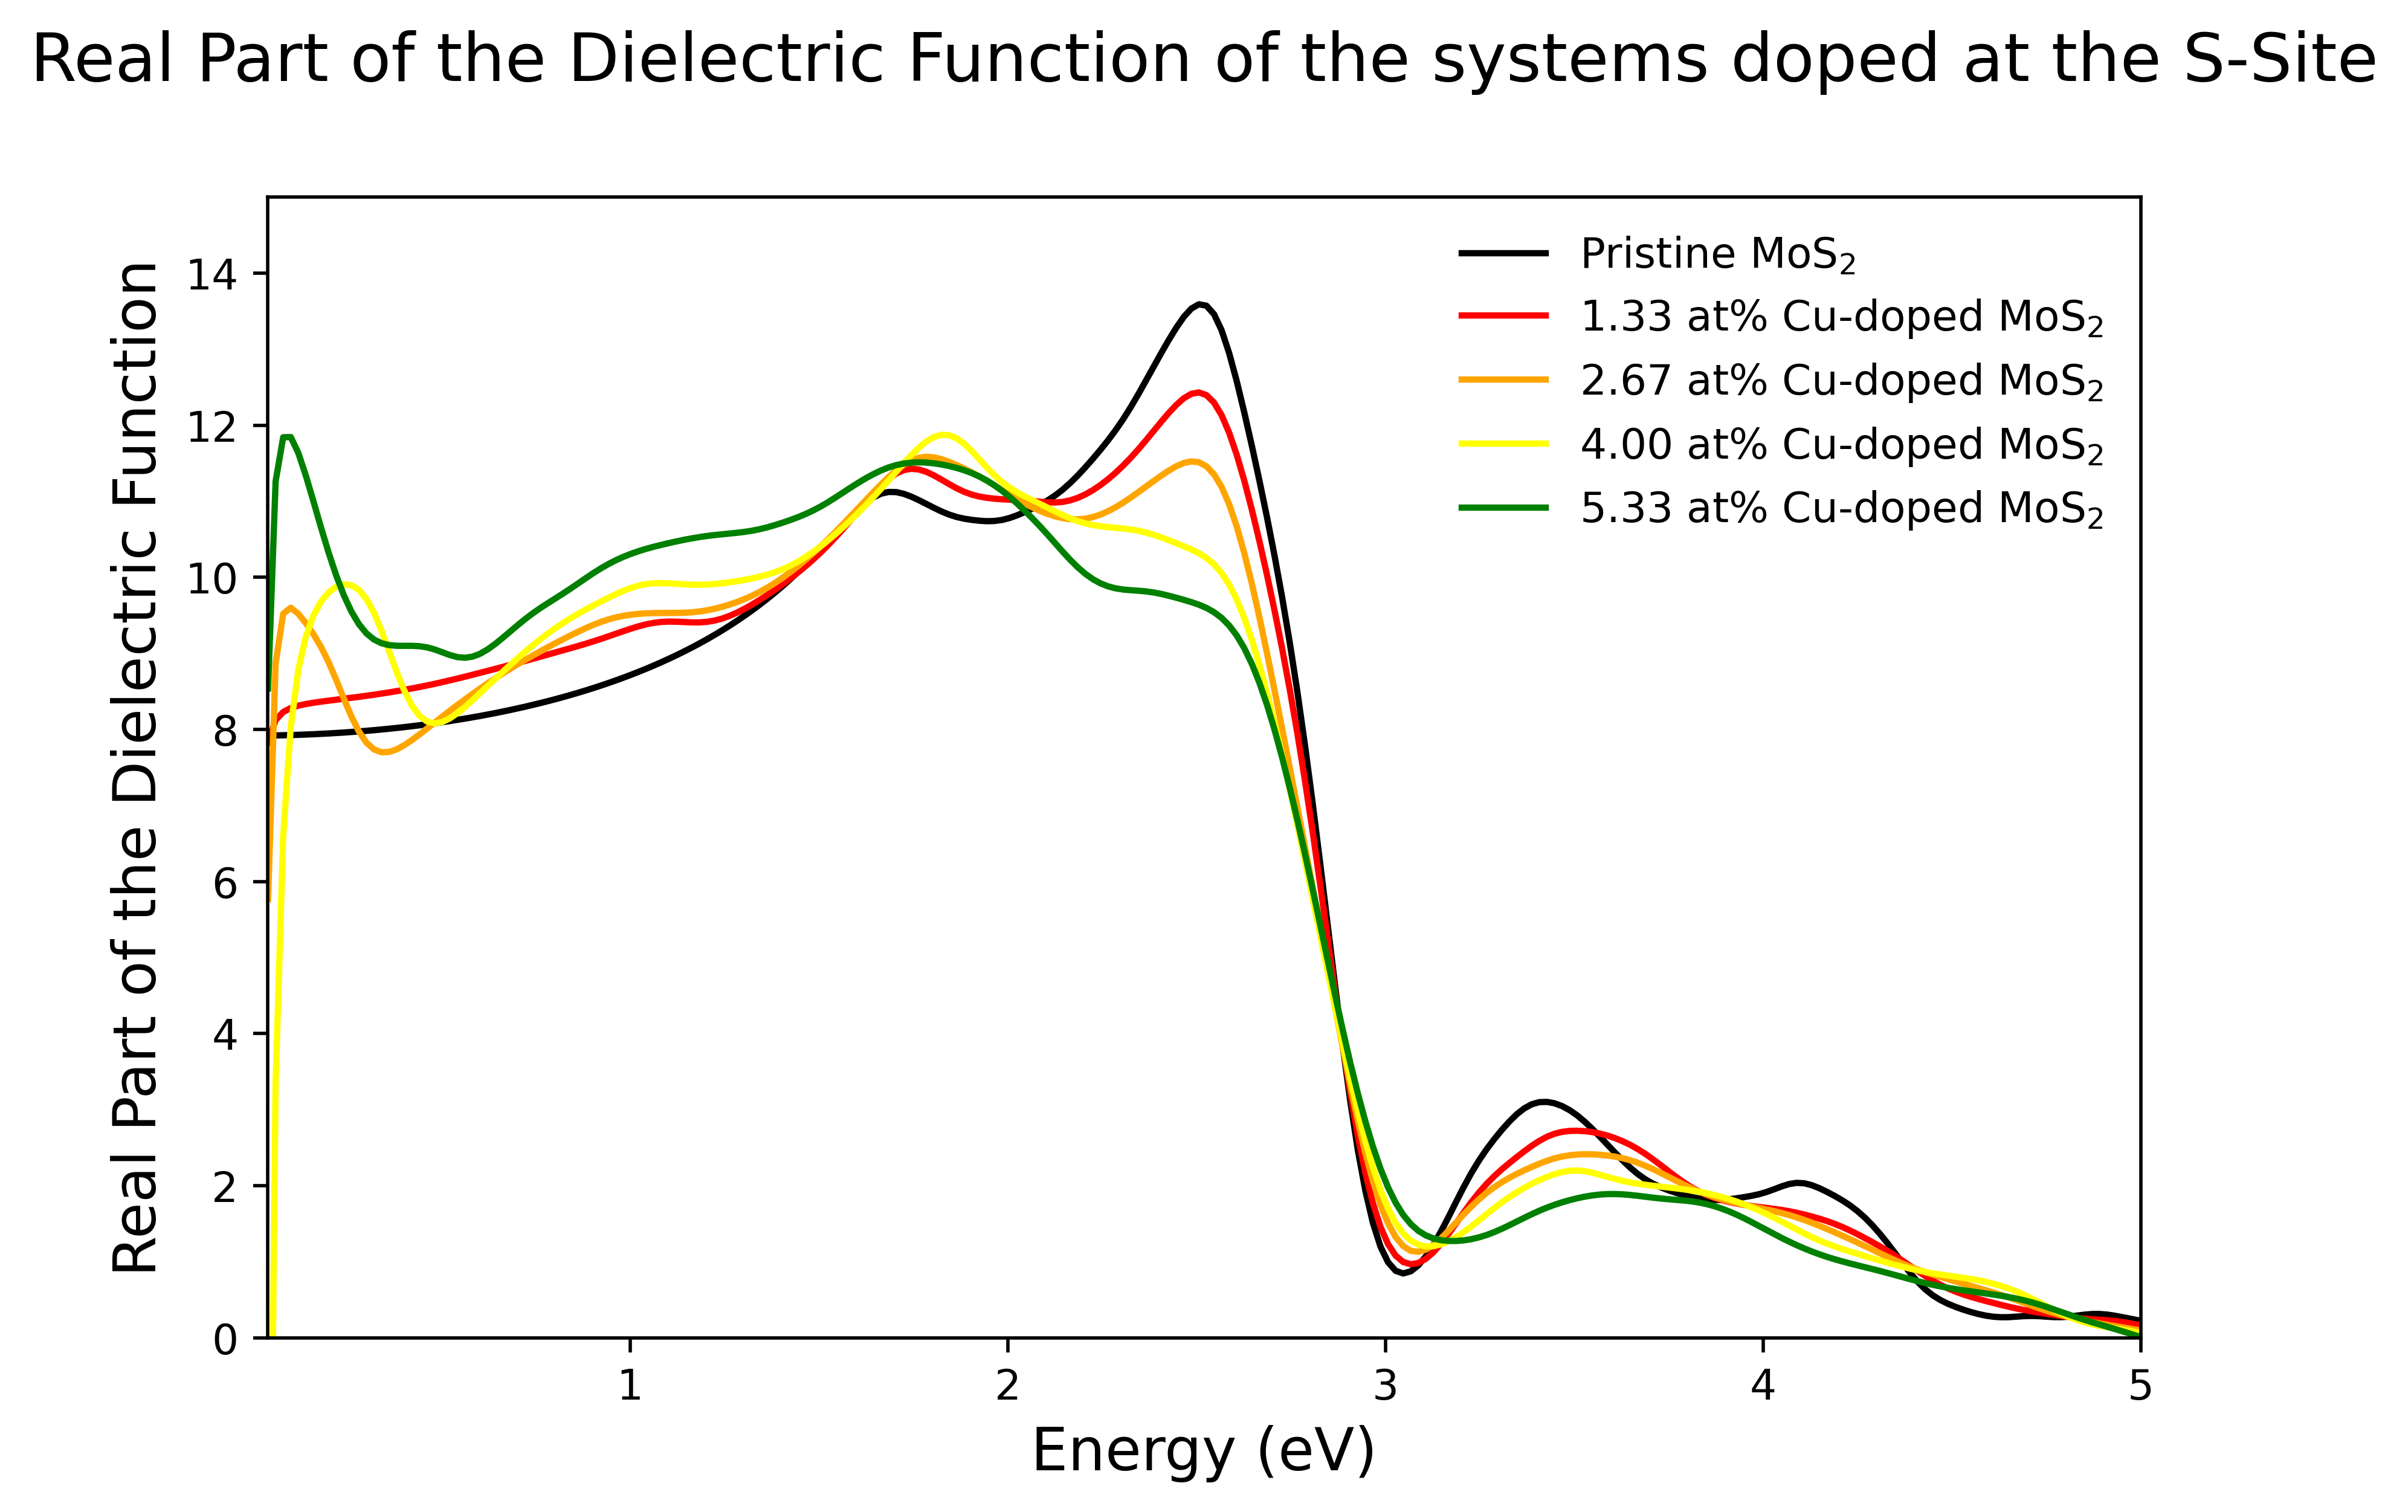 Real Part of the Dielectric Function of the systems doped at the S-Site
Real Part of the Dielectric Function
14
12
10
8
6
4
2
0
Pristine MoS₂
1.33 at% Cu-doped MoS₂
2.67 at% Cu-doped MoS₂
4.00 at% Cu-doped MoS₂
5.33 at% Cu-doped MoS₂
1 2 3 4 5
Energy (eV)